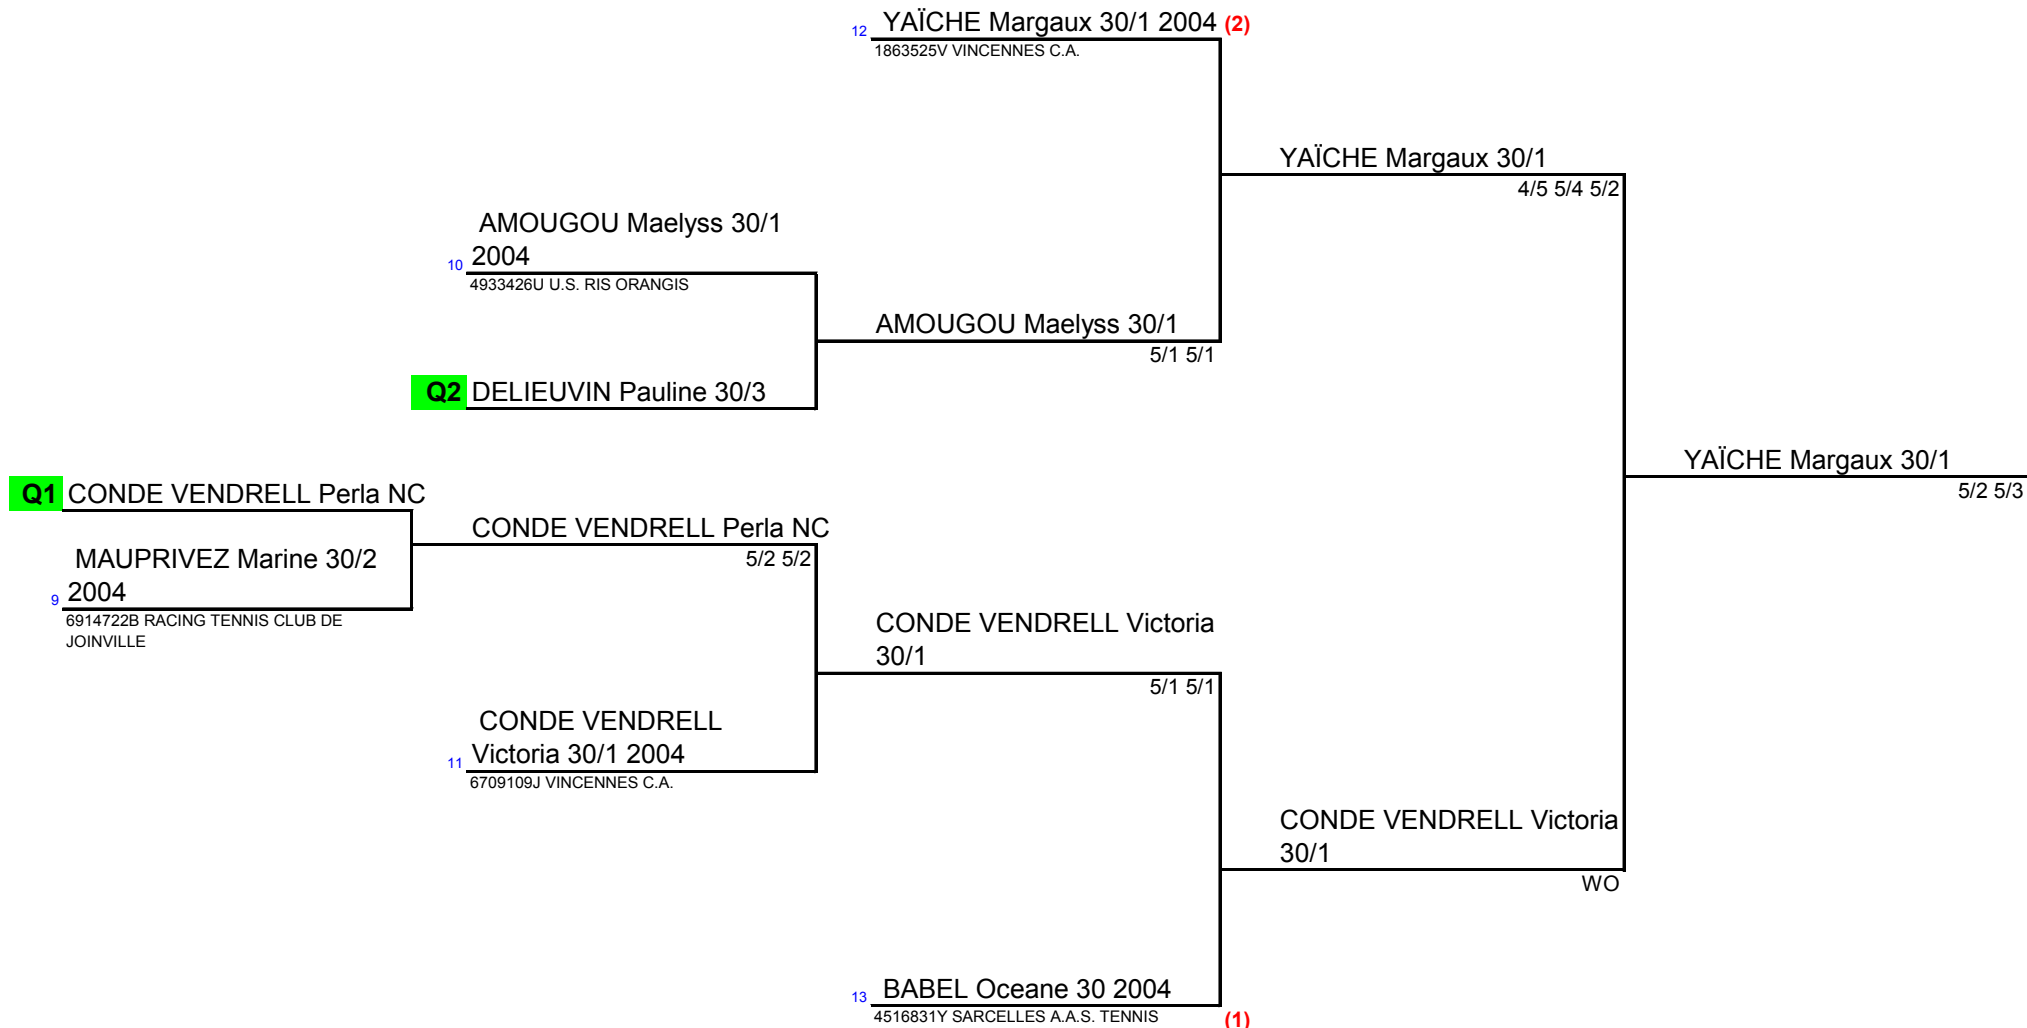 12 YAÏCHE Margaux 30/1 2004 (2)
1863525V VINCENNES C.A.
YAÏCHE Margaux 30/1
4/5 5/4 5/2
AMOUGOU Maelyss 30/1
10 2004
4933426U U.S. RIS ORANGIS
AMOUGOU Maelyss 30/1
5/1 5/1
Q2 DELIEUVIN Pauline 30/3
YAÏCHE Margaux 30/1
5/2 5/3
Q1 CONDE VENDRELL Perla NC
CONDE VENDRELL Perla NC
5/2 5/2
MAUPRIVEZ Marine 30/2
9 2004
6914722B RACING TENNIS CLUB DE
JOINVILLE
CONDE VENDRELL Victoria
30/1
5/1 5/1
CONDE VENDRELL
11 Victoria 30/1 2004
6709109J VINCENNES C.A.
CONDE VENDRELL Victoria
30/1
WO
13 BABEL Oceane 30 2004
4516831Y SARCELLES A.A.S. TENNIS (1)